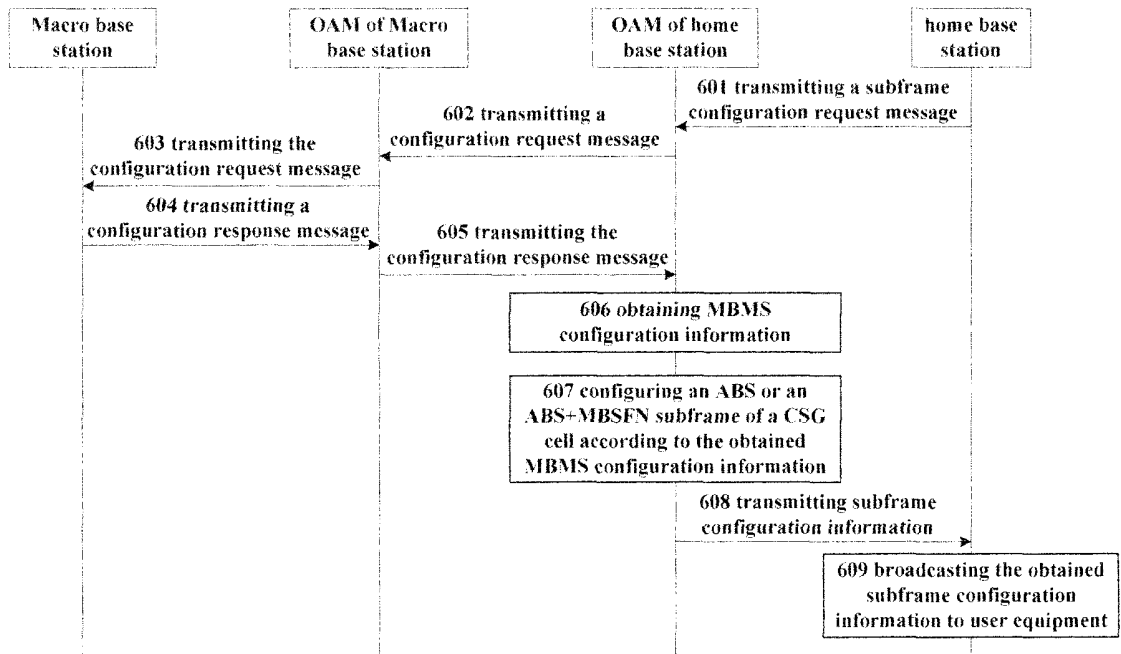 Macro base
station
OAM of Macro
base station
OAM of home
base station
home base
station
601 transmitting a subframe
configuration request message
602 transmitting a
configuration request message
603 transmitting the
configuration request message
604 transmitting a
configuration response message
605 transmitting the
configuration response message
606 obtaining MBMS
configuration information
607 configuring an ABS or an
ABS+MBSFN subframe of a CSG
cell according to the obtained
MBMS configuration information
608 transmitting subframe
configuration information
609 broadcasting the obtained
subframe configuration
information to user equipment